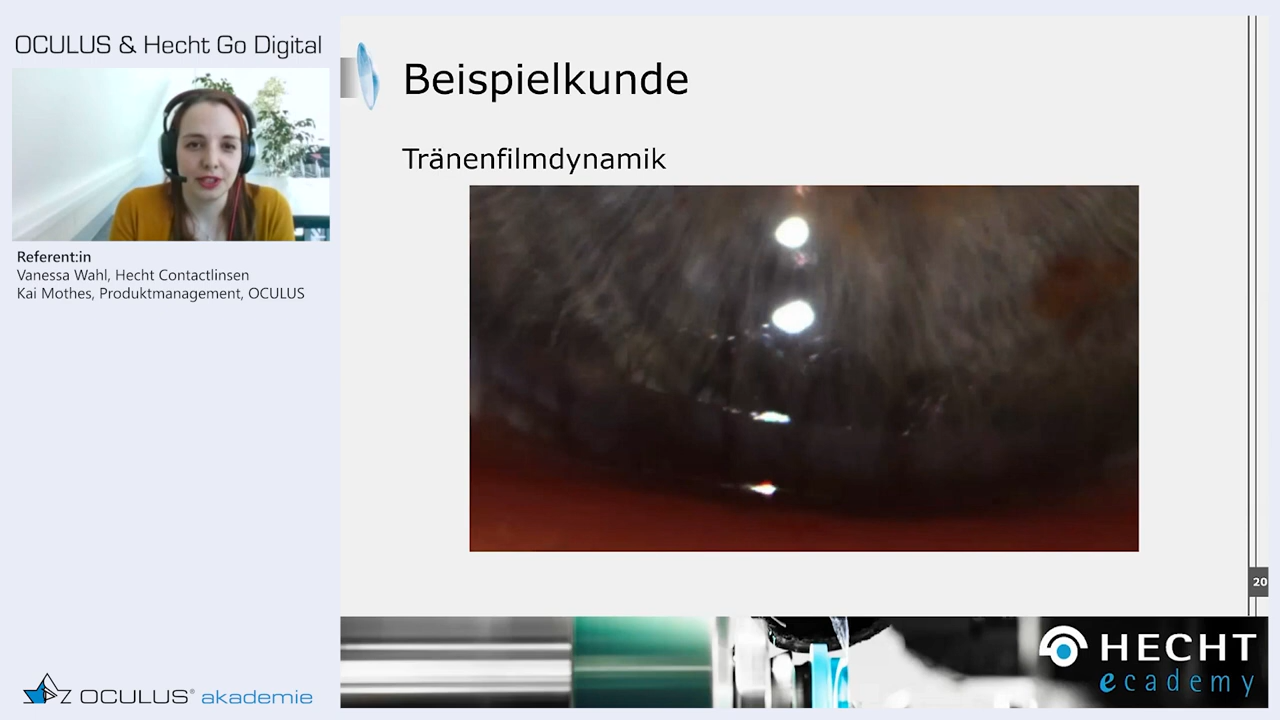 OCULUS & Hecht Go Digital
Referent:in
Vanessa Wahl, Hecht Contactlinsen
Kai Mothes, Produktmanagement, OCULUS
Beispielkunde
Tränenfilmdynamik
20
OCULUS® akademie
HECHT
ecademy